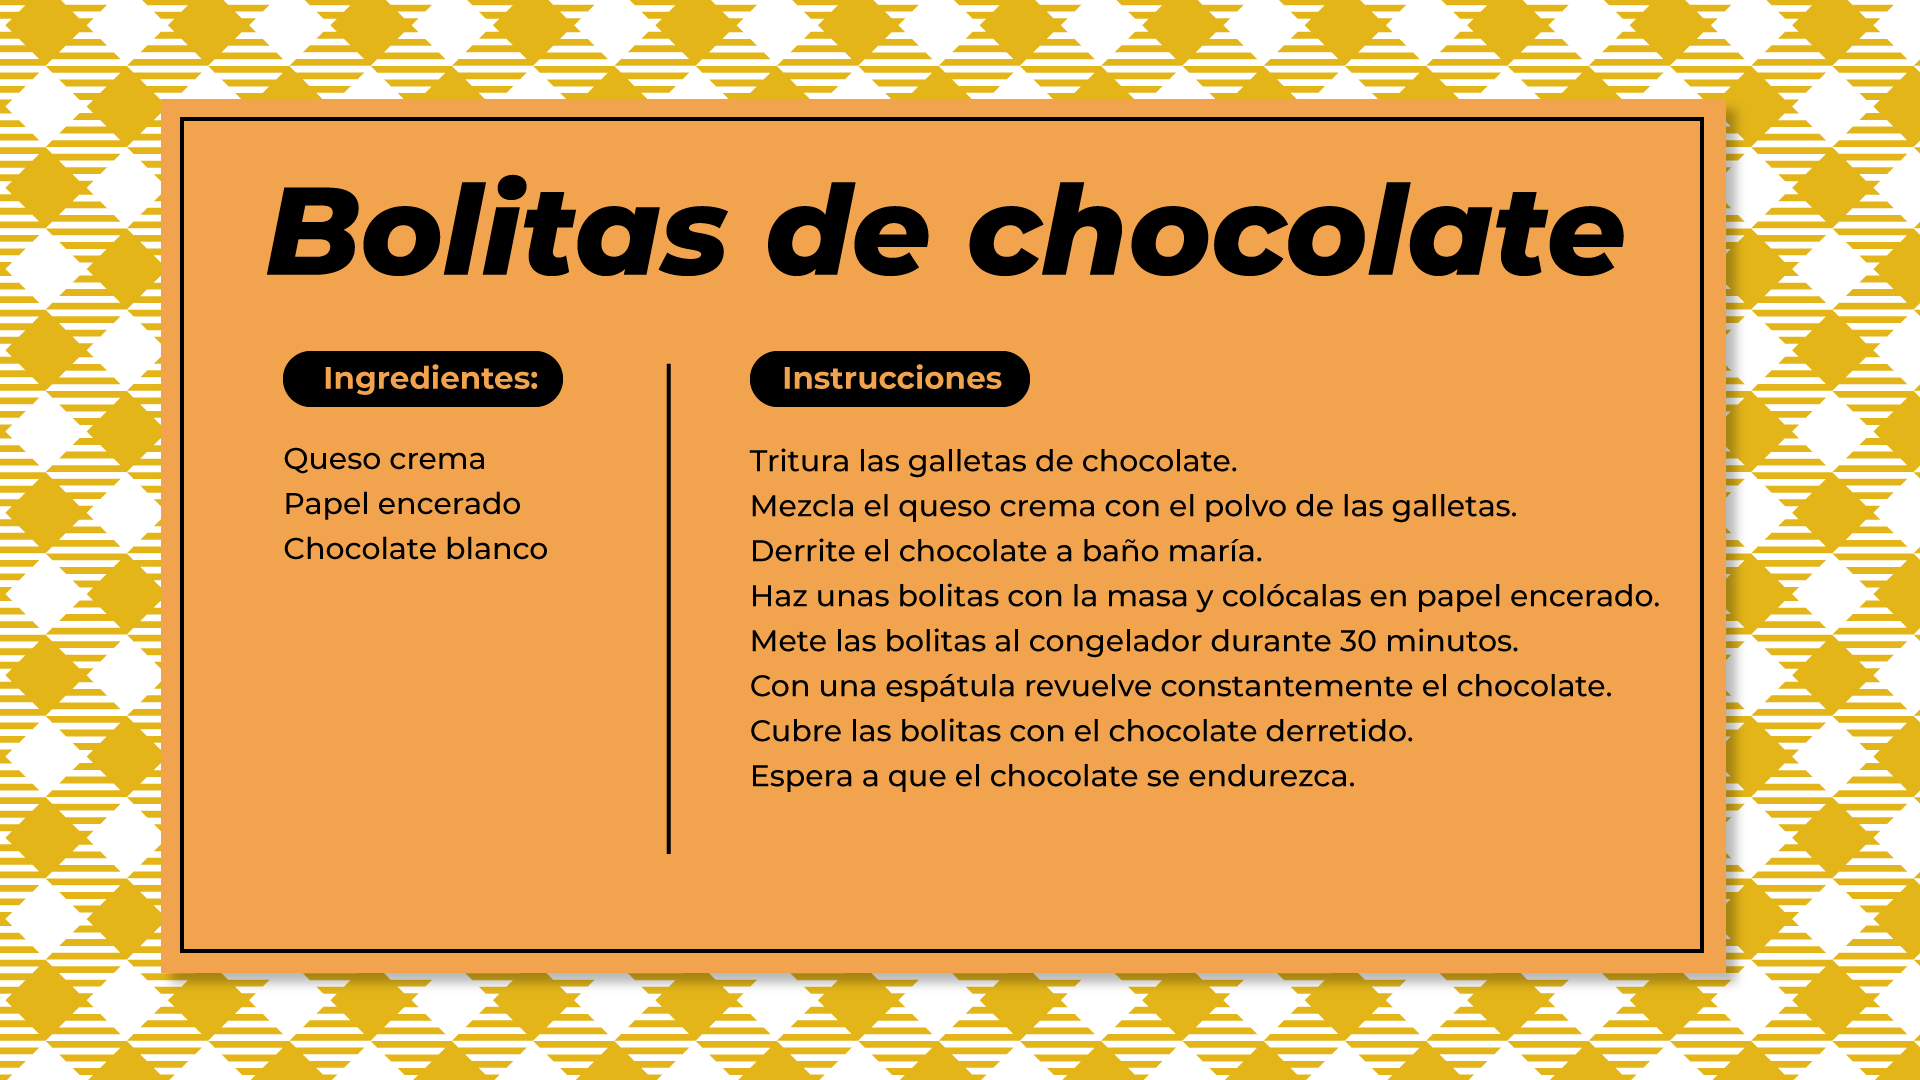 Bolitas de chocolate
Ingredientes:
Queso crema
Papel encerado
Chocolate blanco
Instrucciones
Tritura las galletas de chocolate.
Mezcla el queso crema con el polvo de las galletas.
Derrite el chocolate a baño maría.
Haz unas bolitas con la masa y colócalas en papel encerado.
Mete las bolitas al congelador durante 30 minutos.
Con una espátula revuelve constantemente el chocolate.
Cubre las bolitas con el chocolate derretido.
Espera a que el chocolate se endurezca.